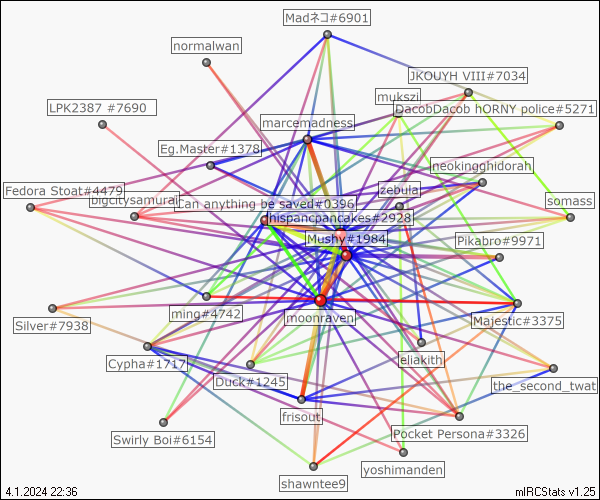 Madネコ#6901
normalwan
JKOUYH VIII#7034
mukszi
LPK2387 #7690
DacobDacob hORNY police#5271
marcemadness
Eg.Master#1378
neokingghidorah
Fedora Stoat#4479
zebula
bigcitysamurai
Can anything be saved#0396
somass
hispancpancakes#2928
Mushy#1984
Pikabro#9971
ming#4742
moonraven
Majestic#3375
Silver#7938
Cypha#1717
eliakith
Duck#1245
the_second_twat
frisout
Pocket Persona#3326
Swirly Boi#6154
yoshimanden
shawntee9
4.1.2024 22:36
mIRCStats v1.25